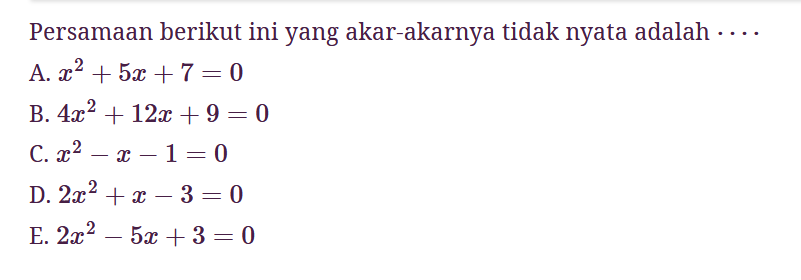 Persamaan berikut ini yang akar-akarnya tidak nyata adalah ····
A. x² + 5x + 7 = 0
B. 4x² + 12x + 9 = 0
C. x² − x − 1 = 0
D. 2x² + x − 3 = 0
E. 2x² − 5x + 3 = 0